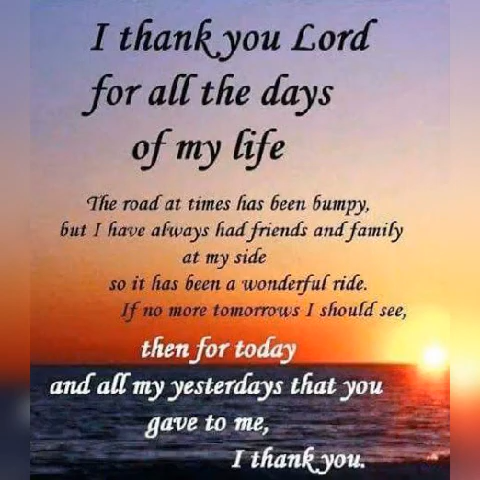 I thank you Lord
for all the days
of my life
The road at times has been bumpy,
but I have always had friends and family
at my side
so it has been a wonderful ride.
If no more tomorrows I should see,
then for today
and all my yesterdays that you
gave to me,
I thank you.